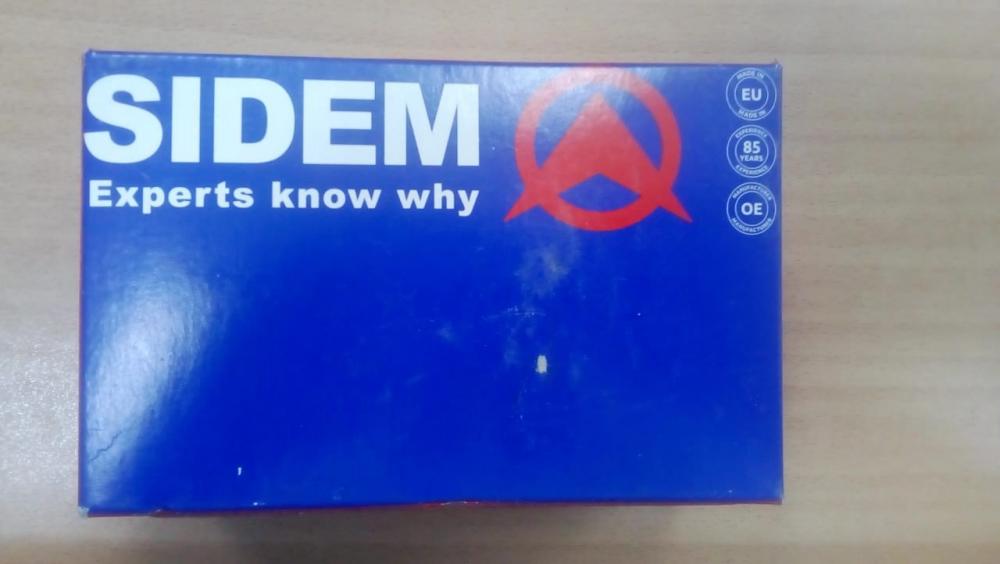 SIDEM
Experts know why
MADE IN
EU
MADE IN
EXPERIENCE
85
YEARS
EXPERIENCE
MANUFACTURER
OE
MANUFACTURER